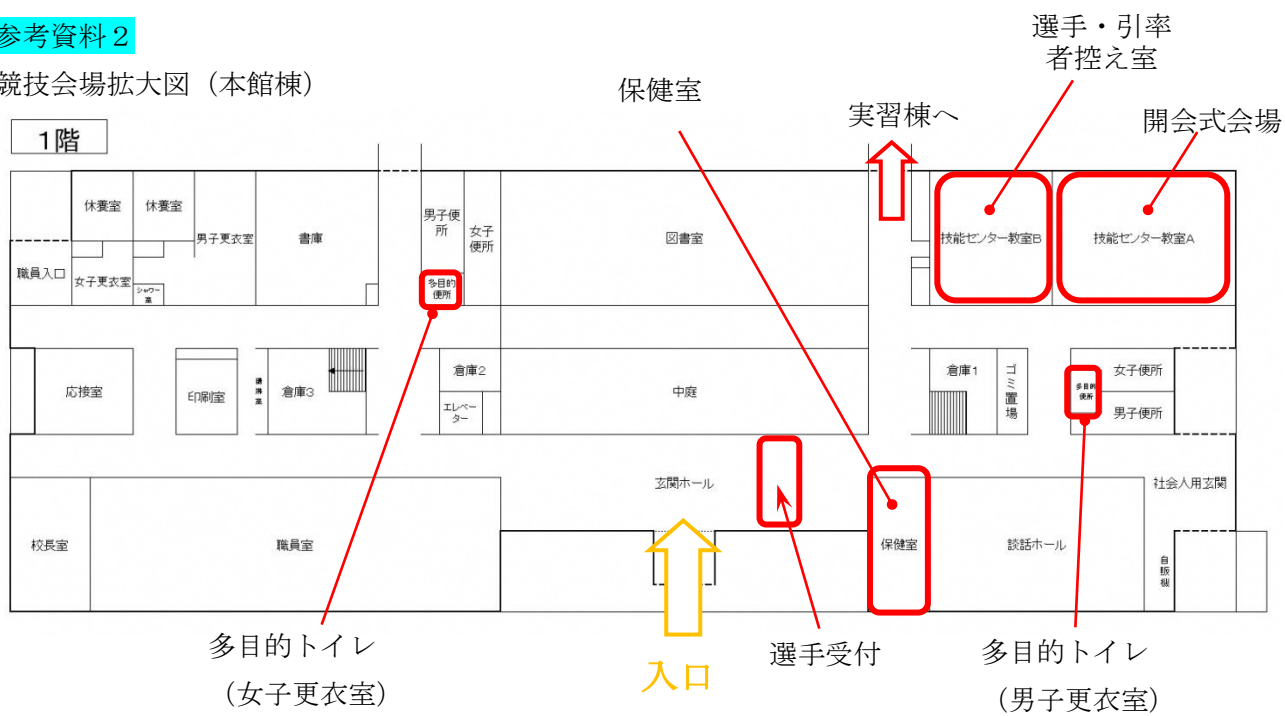 参考資料２
競技会場拡大図（本館棟）
選手・引率
者控え室
保健室
実習棟へ
開会式会場
1階
休養室
休養室
男子更衣室
書庫
男子便
所
女子
便所
図書室
技能センター教室B
技能センター教室A
職員入口
女子更衣室
シャワー
室
多目的
便所
応接室
印刷室
湯
沸
室
倉庫3
倉庫2
エレベー
ター
中庭
倉庫1
ゴミ置場
多目的
便所
女子便所
男子便所
玄関ホール
社会人用玄関
校長室
職員室
保健室
談話ホール
自販機
多目的トイレ
（女子更衣室）
入口
選手受付
多目的トイレ
（男子更衣室）